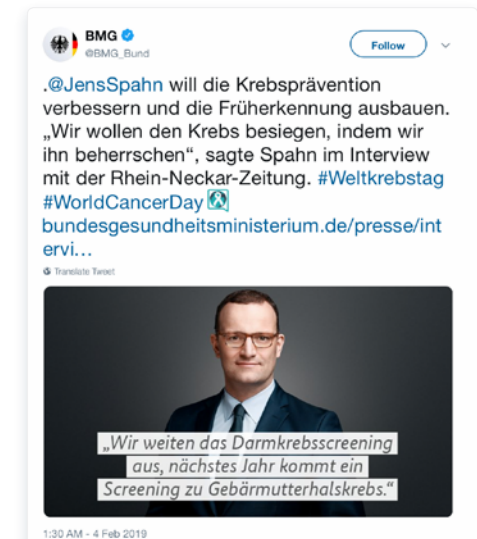 BMG
@BMG_Bund
Follow
.@JensSpahn will die Krebsprävention
verbessern und die Früherkennung ausbauen.
„Wir wollen den Krebs besiegen, indem wir
ihn beherrschen“, sagte Spahn im Interview
mit der Rhein-Neckar-Zeitung. #Weltkrebstag
#WorldCancerDay
bundesgesundheitsministerium.de/presse/int
ervi…
Translate Tweet
„Wir weiten das Darmkrebsscreening
aus, nächstes Jahr kommt ein
Screening zu Gebärmutterhalskrebs.“
1:30 AM - 4 Feb 2019